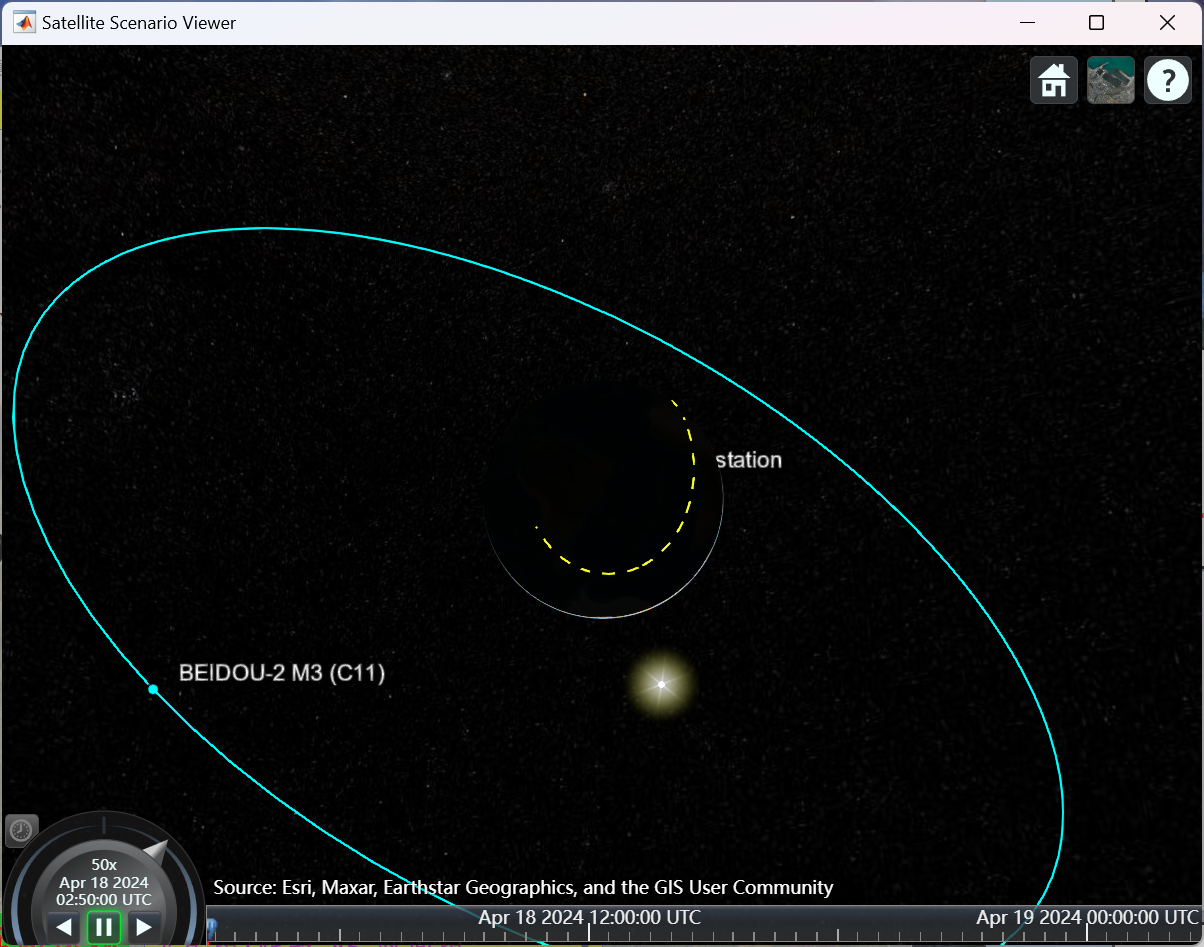 Satellite Scenario Viewer
?
station
BEIDOU-2 M3 (C11)
50x
Apr 18 2024
02:50:00 UTC
Source: Esri, Maxar, Earthstar Geographics, and the GIS User Community
Apr 18 2024 12:00:00 UTC
Apr 19 2024 00:00:00 UTC